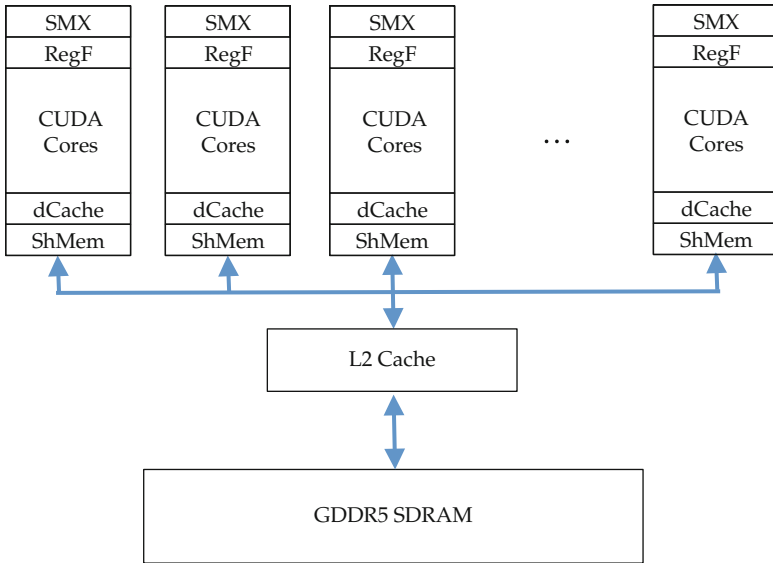 SMX
RegF
CUDA
Cores
dCache
ShMem
SMX
RegF
CUDA
Cores
dCache
ShMem
SMX
RegF
CUDA
Cores
dCache
ShMem
...
SMX
RegF
CUDA
Cores
dCache
ShMem
L2 Cache
GDDR5 SDRAM